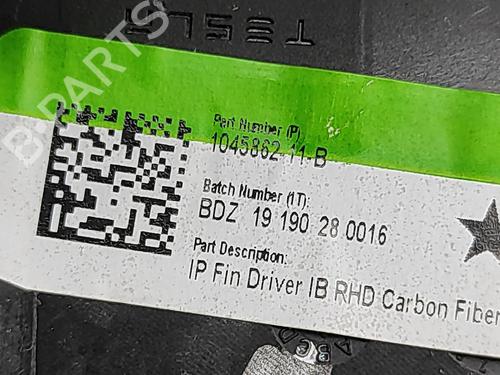 TESLA
Part Number (P)
1045862-11-B
Batch Number (1T):
BDZ 19 190 28 0016
Part Description:
IP Fin Driver IB RHD Carbon Fiber
B-PARTS